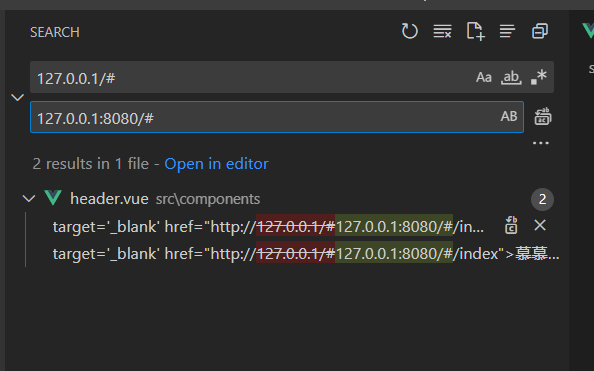 SEARCH
127.0.0.1/#
Aa
ab
127.0.0.1:8080/#
AB
2 results in 1 file - Open in editor
header.vue src\components
2
target='_blank' href="http://127.0.0.1/#127.0.0.1:8080/#/in...
target='_blank' href="http://127.0.0.1/#127.0.0.1:8080/#/index">慕慕...